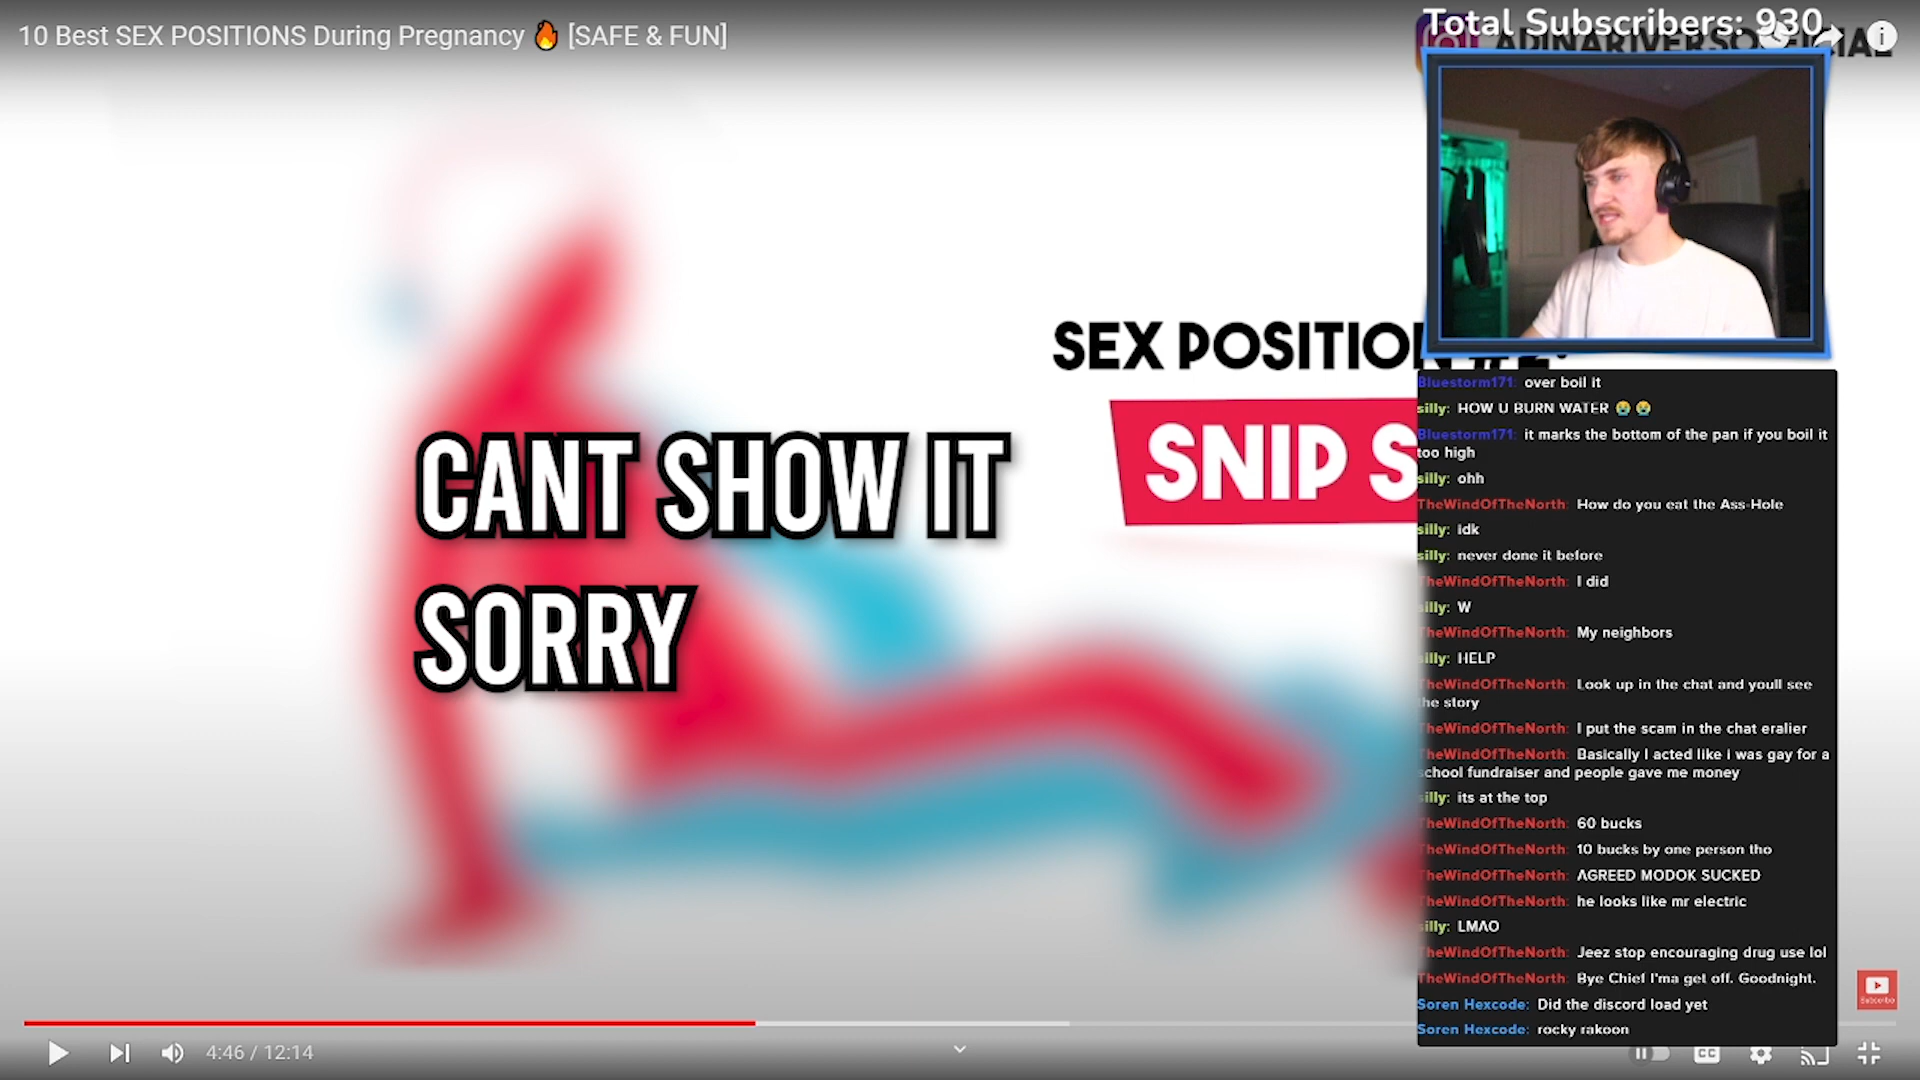 10 Best SEX POSITIONS During Pregnancy 🔥 [SAFE & FUN]
Total Subscribers: 930
SEX POSITIO
SNIP S
CANT SHOW IT
SORRY
Bluestorm171: over boil it
silly: HOW U BURN WATER 😭 😭
Bluestorm171: it marks the bottom of the pan if you boil it
too high
silly: ohh
TheWindOfTheNorth: How do you eat the Ass-Hole
silly: idk
silly: never done it before
TheWindOfTheNorth: I did
silly: W
TheWindOfTheNorth: My neighbors
silly: HELP
TheWindOfTheNorth: Look up in the chat and youll see
the story
TheWindOfTheNorth: I put the scam in the chat eralier
TheWindOfTheNorth: Basically I acted like i was gay for a
school fundraiser and people gave me money
silly: its at the top
TheWindOfTheNorth: 60 bucks
TheWindOfTheNorth: 10 bucks by one person tho
TheWindOfTheNorth: AGREED MODOK SUCKED
TheWindOfTheNorth: he looks like mr electric
silly: LMAO
TheWindOfTheNorth: Jeez stop encouraging drug use lol
TheWindOfTheNorth: Bye Chief I'ma get off. Goodnight.
Soren Hexcode: Did the discord load yet
Soren Hexcode: rocky rakoon
Subscribe
4:46 / 12:14
CC